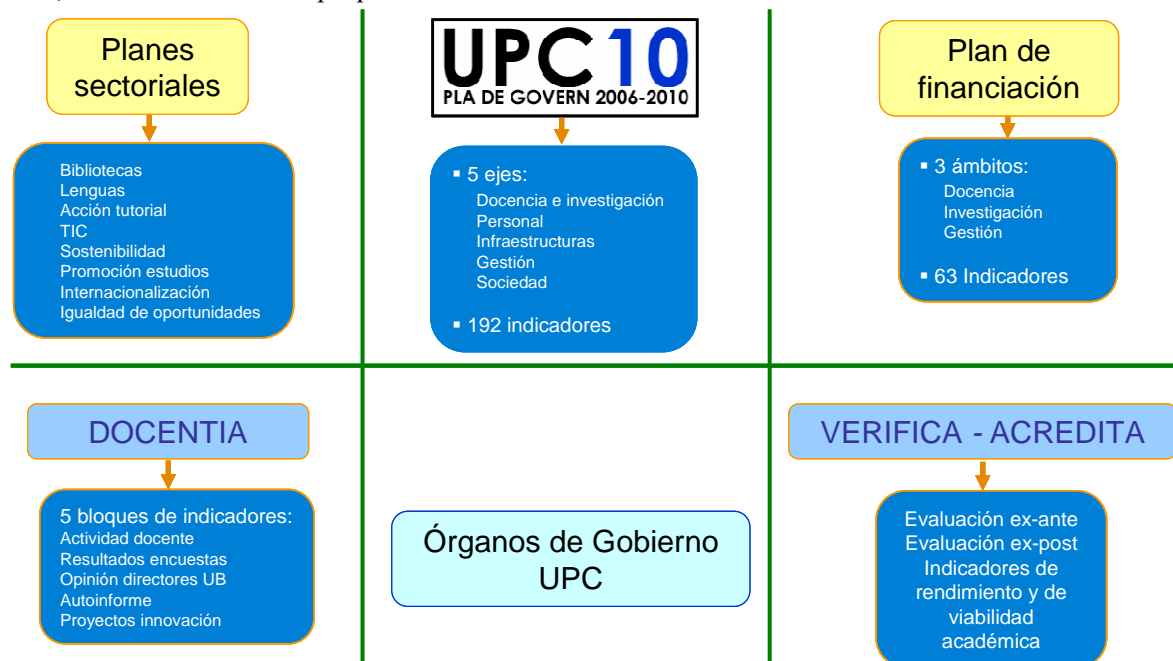 Planes
sectoriales
Bibliotecas
Lenguas
Acción tutorial
TIC
Sostenibilidad
Promoción estudios
Internacionalización
Igualdad de oportunidades
UPC10
PLA DE GOVERN 2006-2010
▪ 5 ejes:
Docencia e investigación
Personal
Infraestructuras
Gestión
Sociedad
▪ 192 indicadores
Plan de
financiación
▪ 3 ámbitos:
Docencia
Investigación
Gestión
▪ 63 Indicadores
DOCENTIA
5 bloques de indicadores:
Actividad docente
Resultados encuestas
Opinión directores UB
Autoinforme
Proyectos innovación
Órganos de Gobierno
UPC
VERIFICA - ACREDITA
Evaluación ex-ante
Evaluación ex-post
Indicadores de
rendimiento y de
viabilidad
académica